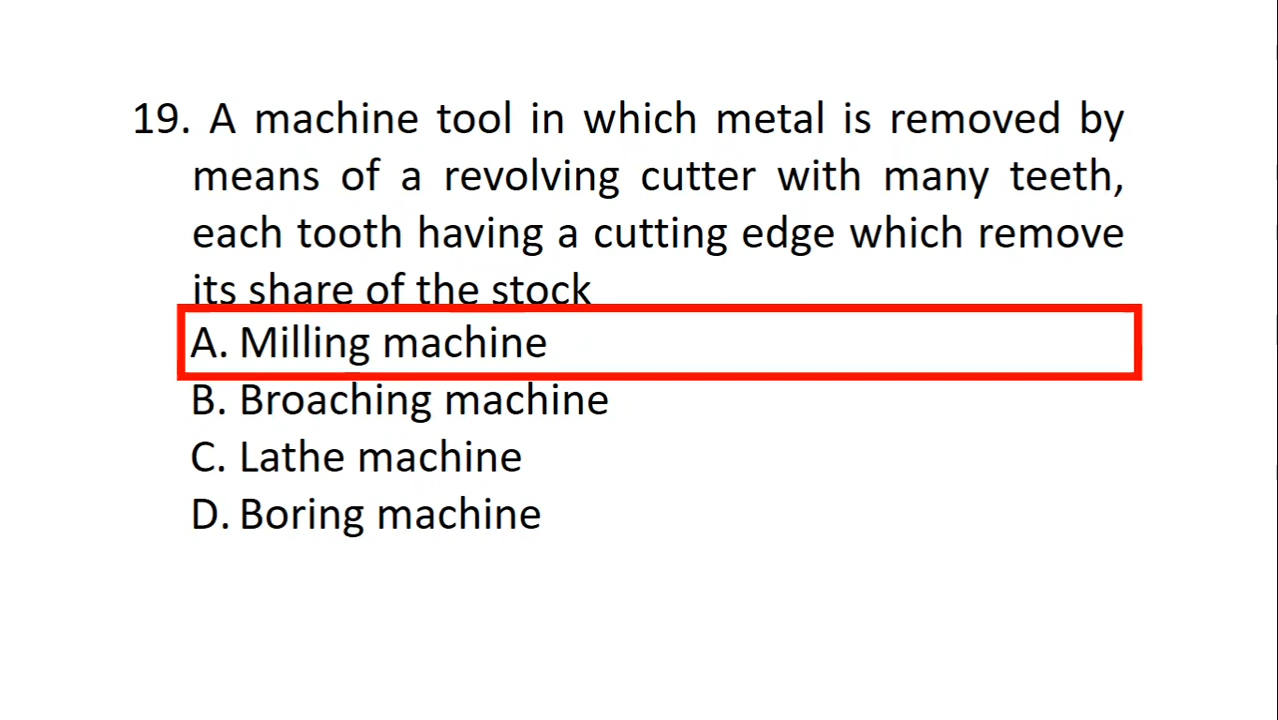 19. A machine tool in which metal is removed by
means of a revolving cutter with many teeth,
each tooth having a cutting edge which remove
its share of the stock
A. Milling machine
B. Broaching machine
C. Lathe machine
D. Boring machine